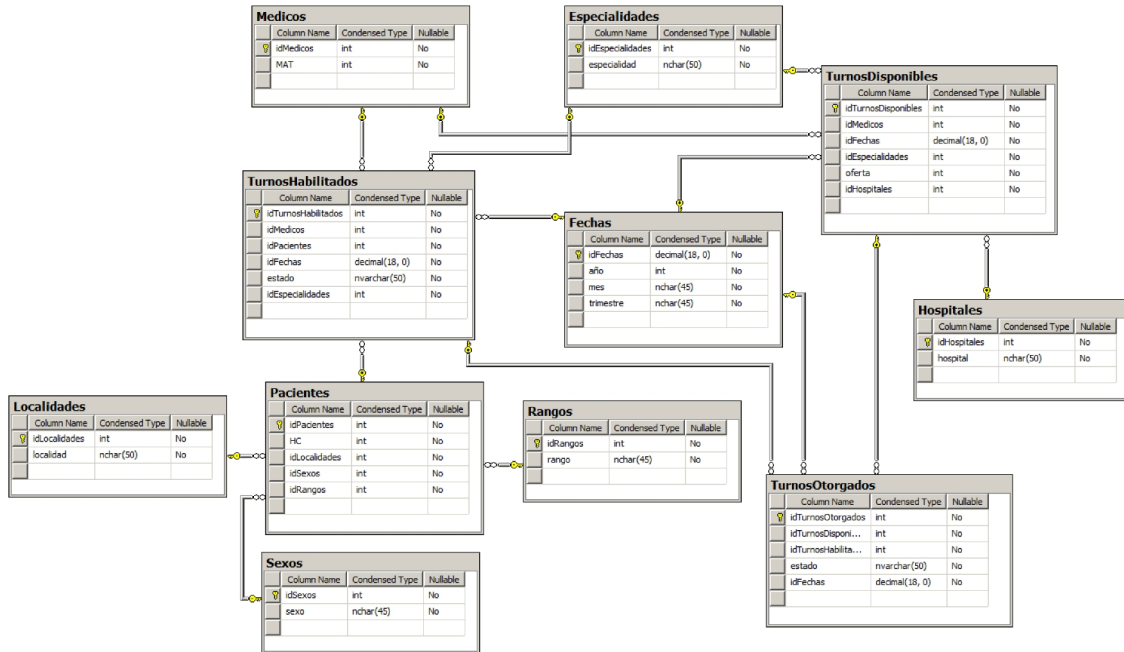 Medicos
Column Name Condensed Type Nullable
idMedicos int No
MAT int No
Especialidades
Column Name Condensed Type Nullable
idEspecialidades int No
especialidad nchar(50) No
TurnosDisponibles
Column Name Condensed Type Nullable
idTurnosDisponibles int No
idMedicos int No
idFechas decimal(18, 0) No
idEspecialidades int No
oferta int No
idHospitales int No
TurnosHabilitados
Column Name Condensed Type Nullable
idTurnosHabilitados int No
idMedicos int No
idPacientes int No
idFechas decimal(18, 0) No
estado nvarchar(50) No
idEspecialidades int No
Fechas
Column Name Condensed Type Nullable
idFechas decimal(18, 0) No
año int No
mes nchar(45) No
trimestre nchar(45) No
Hospitales
Column Name Condensed Type Nullable
idHospitales int No
hospital nchar(50) No
Localidades
Column Name Condensed Type Nullable
idLocalidades int No
localidad nchar(50) No
Pacientes
Column Name Condensed Type Nullable
idPacientes int No
HC int No
idLocalidades int No
idSexos int No
idRangos int No
Rangos
Column Name Condensed Type Nullable
idRangos int No
rango nchar(45) No
TurnosOtorgados
Column Name Condensed Type Nullable
idTurnosOtorgados int No
idTurnosDisponi... int No
idTurnosHabilita... int No
estado nvarchar(50) No
idFechas decimal(18, 0) No
Sexos
Column Name Condensed Type Nullable
idSexos int No
sexo nchar(45) No